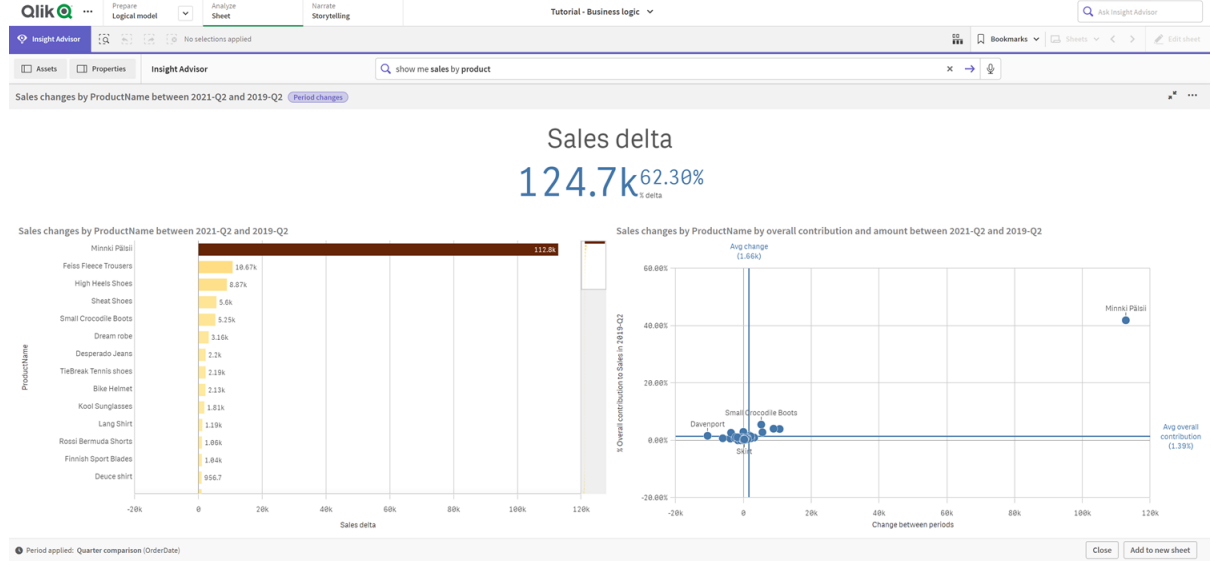 Qlik
Prepare
Logical model
Analyze
Sheet
Narrate
Storytelling
Tutorial - Business logic
Ask Insight Advisor
Insight Advisor
No selections applied
Bookmarks
Sheets
Edit sheet
Assets
Properties
Insight Advisor
show me sales by product
Sales changes by ProductName between 2021-Q2 and 2019-Q2
Period changes
Sales delta
124.7k
62.30%
% delta
Sales changes by ProductName between 2021-Q2 and 2019-Q2
ProductName
Minnki Pälsii
112.8k
Feiss Fleece Trousers
10.67k
High Heels Shoes
8.87k
Sheat Shoes
5.6k
Small Crocodile Boots
5.25k
Dream robe
3.16k
Desperado Jeans
2.2k
TieBreak Tennis shoes
2.19k
Bike Helmet
2.13k
Kool Sunglasses
1.81k
Lang Shirt
1.19k
Rossi Bermuda Shorts
1.06k
Finnish Sport Blades
1.04k
Deuce shirt
956.7
-20k
0
20k
40k
60k
80k
100k
120k
Sales delta
Sales changes by ProductName by overall contribution and amount between 2021-Q2 and 2019-Q2
Avg change
(1.66k)
% Overall contribution to Sales in 2019-Q2
60.00%
40.00%
20.00%
0.00%
-20.00%
Minnki Pälsii
Small Crocodile Boots
Davenport
Skirt
Avg overall
contribution
(1.39%)
-20k
0
20k
40k
60k
80k
100k
120k
Change between periods
Period applied: Quarter comparison (OrderDate)
Close
Add to new sheet